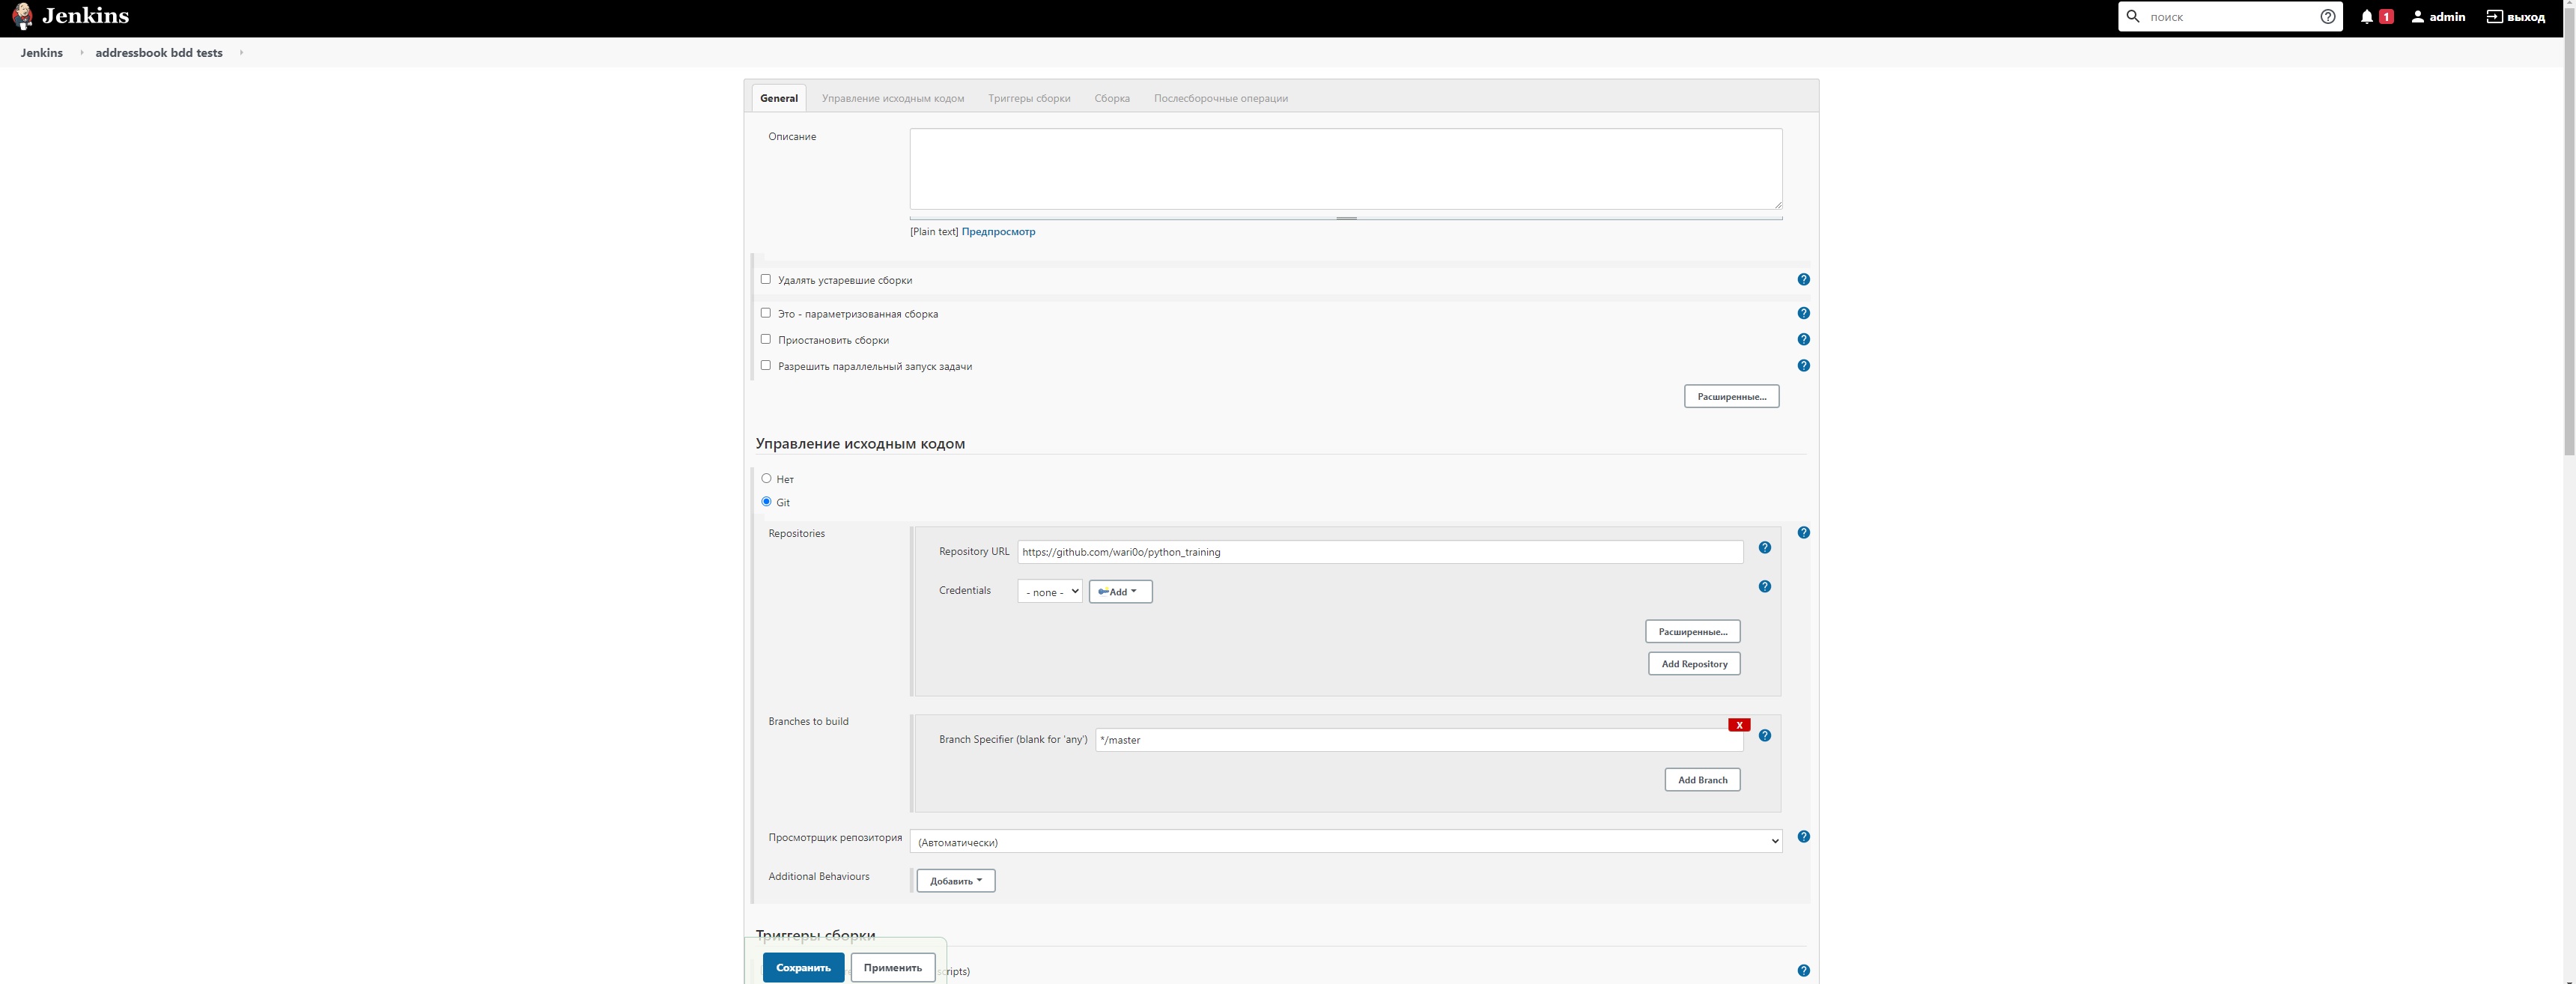 Jenkins
поиск
1
admin
выход
Jenkins
addressbook bdd tests
General
Управление исходным кодом
Триггеры сборки
Сборка
Послесборочные операции
Описание
[Plain text] Предпросмотр
Удалять устаревшие сборки
Это - параметризованная сборка
Приостановить сборки
Разрешить параллельный запуск задачи
Расширенные...
Управление исходным кодом
Нет
Git
Repositories
Repository URL
https://github.com/wari0o/python_training
Credentials
- none -
Add
Расширенные...
Add Repository
Branches to build
X
Branch Specifier (blank for 'any')
*/master
Add Branch
Просмотрщик репозитория
(Автоматически)
Additional Behaviours
Добавить
Триггеры сборки
Сохранить
Применить
cripts)